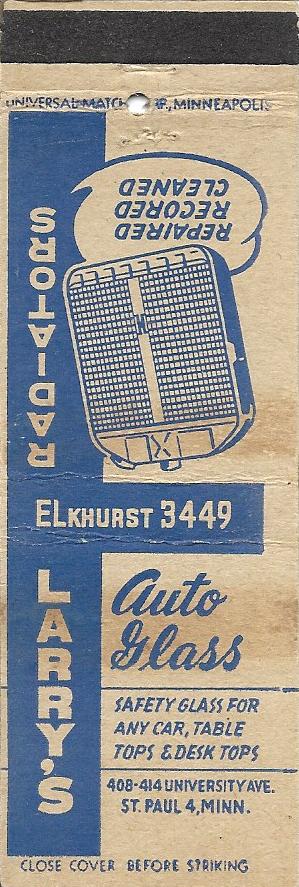 UNIVERSAL MATCH CORP., MINNEAPOLIS
REPAIRED
RECORED
CLEANED
RADIATORS
ELKHURST 3449
LARRY'S
Auto
Glass
SAFETY GLASS FOR
ANY CAR, TABLE
TOPS & DESK TOPS
408-414 UNIVERSITY AVE.
ST. PAUL 4, MINN.
CLOSE COVER BEFORE STRIKING